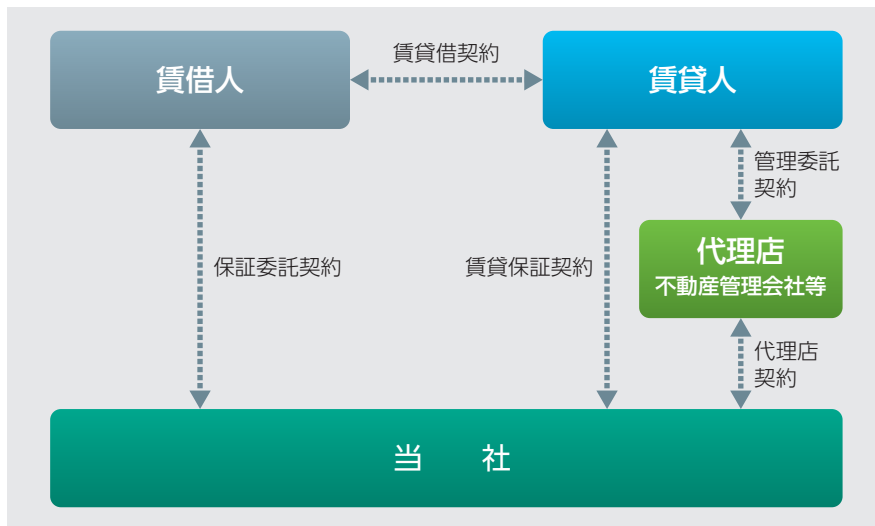 賃借人
賃貸借契約
賃貸人
管理委託
契約
代理店
不動産管理会社等
保証委託契約
賃貸保証契約
代理店
契約
当　　社